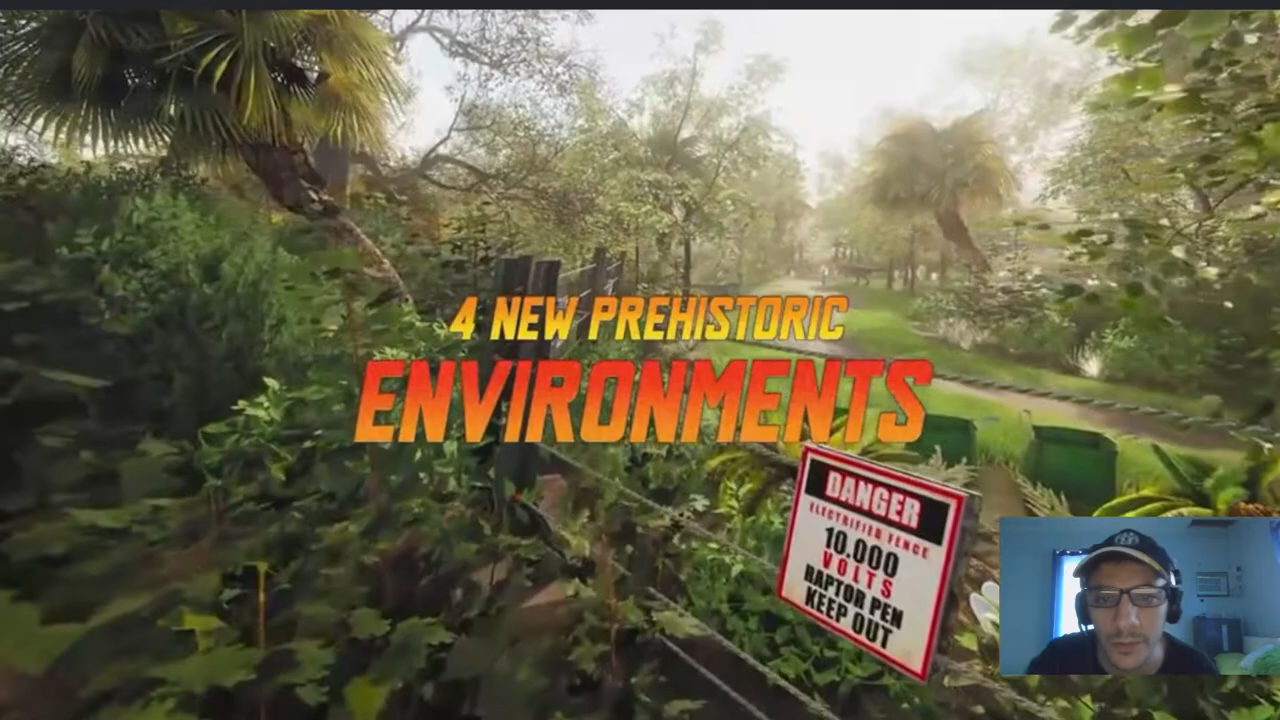 4 NEW PREHISTORIC
ENVIRONMENTS
DANGER
ELECTRIFIED FENCE
10.000
VOLTS
RAPTOR PEN
KEEP OUT